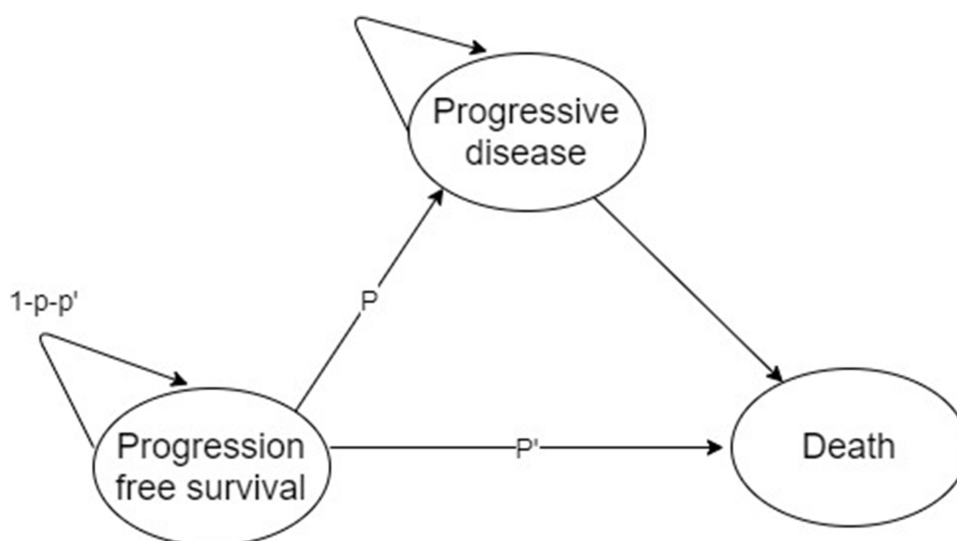 Progressive
disease
P
1-p-p'
Progression
free survival
P'
Death